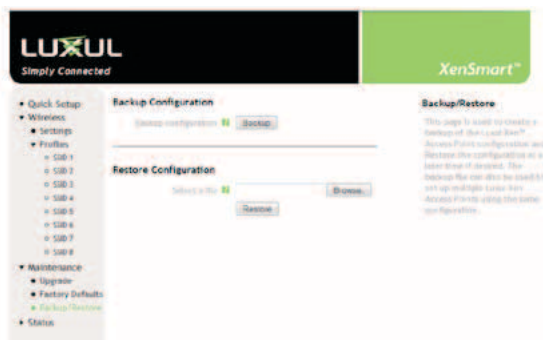 LUXUL
Simply Connected
XenSmart™
Quick Setup
Wireless
Settings
Profiles
SSID 1
SSID 2
SSID 3
SSID 4
SSID 5
SSID 6
SSID 7
SSID 8
Maintenance
Upgrade
Factory Defaults
Backup/Restore
Status
Backup Configuration
Backup configuration
Backup
Restore Configuration
Select a file
Browse
Restore
Backup/Restore
This page is used to create a
backup of the
Access Point configuration and
Restore the configuration at a
later time if desired. The
backup file can also be used to
set up multiple
Access Points using the same
configuration.